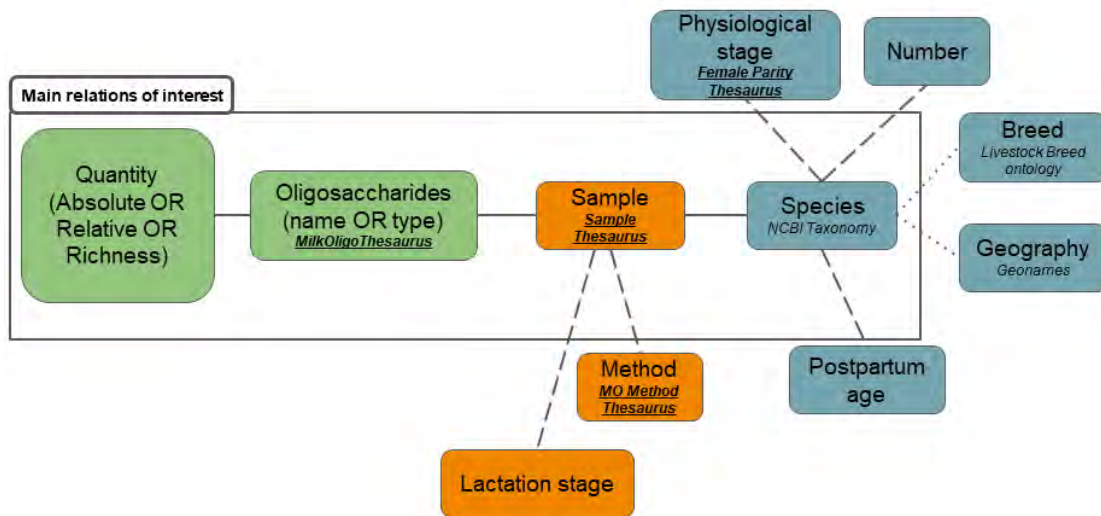 Physiological
stage
Female Parity
Thesaurus
Number
Main relations of interest
Quantity
(Absolute OR
Relative OR
Richness)
Oligosaccharides
(name OR type)
MilkOligoThesaurus
Sample
Sample
Thesaurus
Species
NCBI Taxonomy
Breed
Livestock Breed
ontology
Geography
Geonames
Method
MO Method
Thesaurus
Postpartum
age
Lactation stage